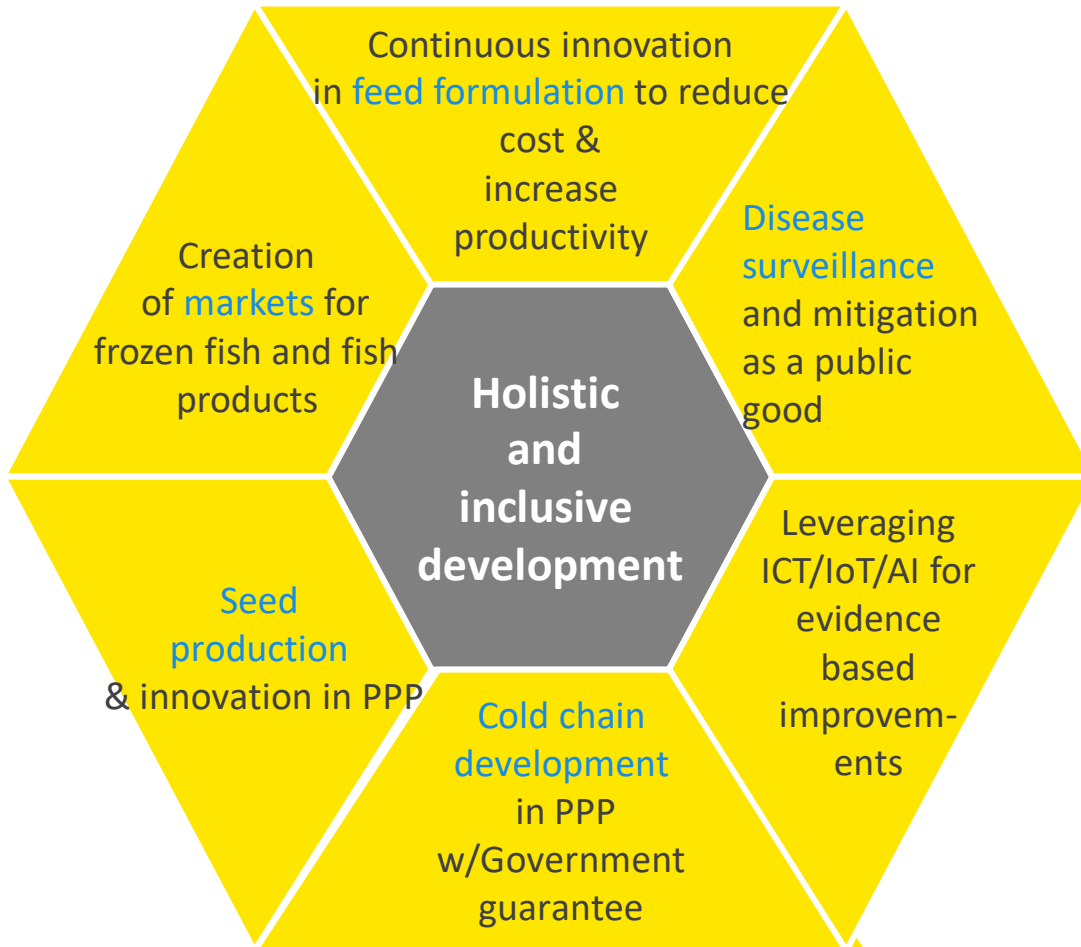 Continuous innovation
in feed formulation to reduce
cost &
increase
productivity
Disease
surveillance
and mitigation
as a public
good
Leveraging
ICT/IoT/AI for
evidence
based
improvem-
ents
Cold chain
development
in PPP
w/Government
guarantee
Seed
production
& innovation in PPP
Creation
of markets for
frozen fish and fish
products
Holistic
and
inclusive
development